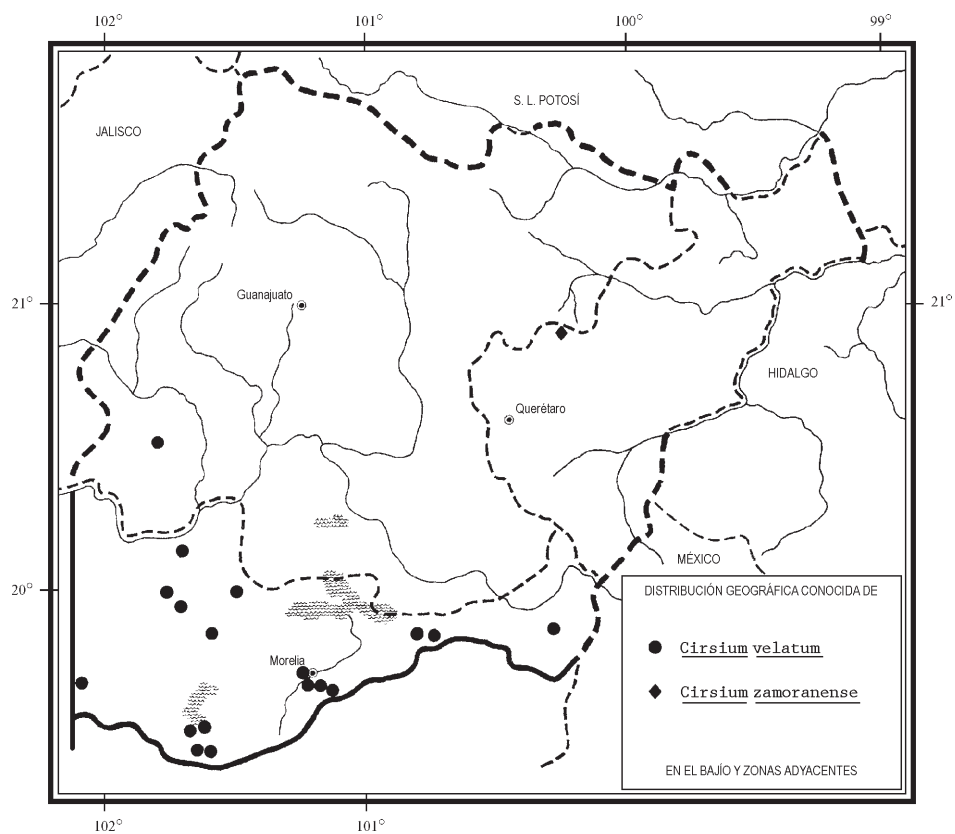 102° 101° 100° 99°
S. L. POTOSÍ
JALISCO
Guanajuato
21° 21°
HIDALGO
Querétaro
MÉXICO
20°
DISTRIBUCIÓN GEOGRÁFICA CONOCIDA DE
Cirsium velatum
Morelia
Cirsium zamoranense
EN EL BAJÍO Y ZONAS ADYACENTES
102° 101°